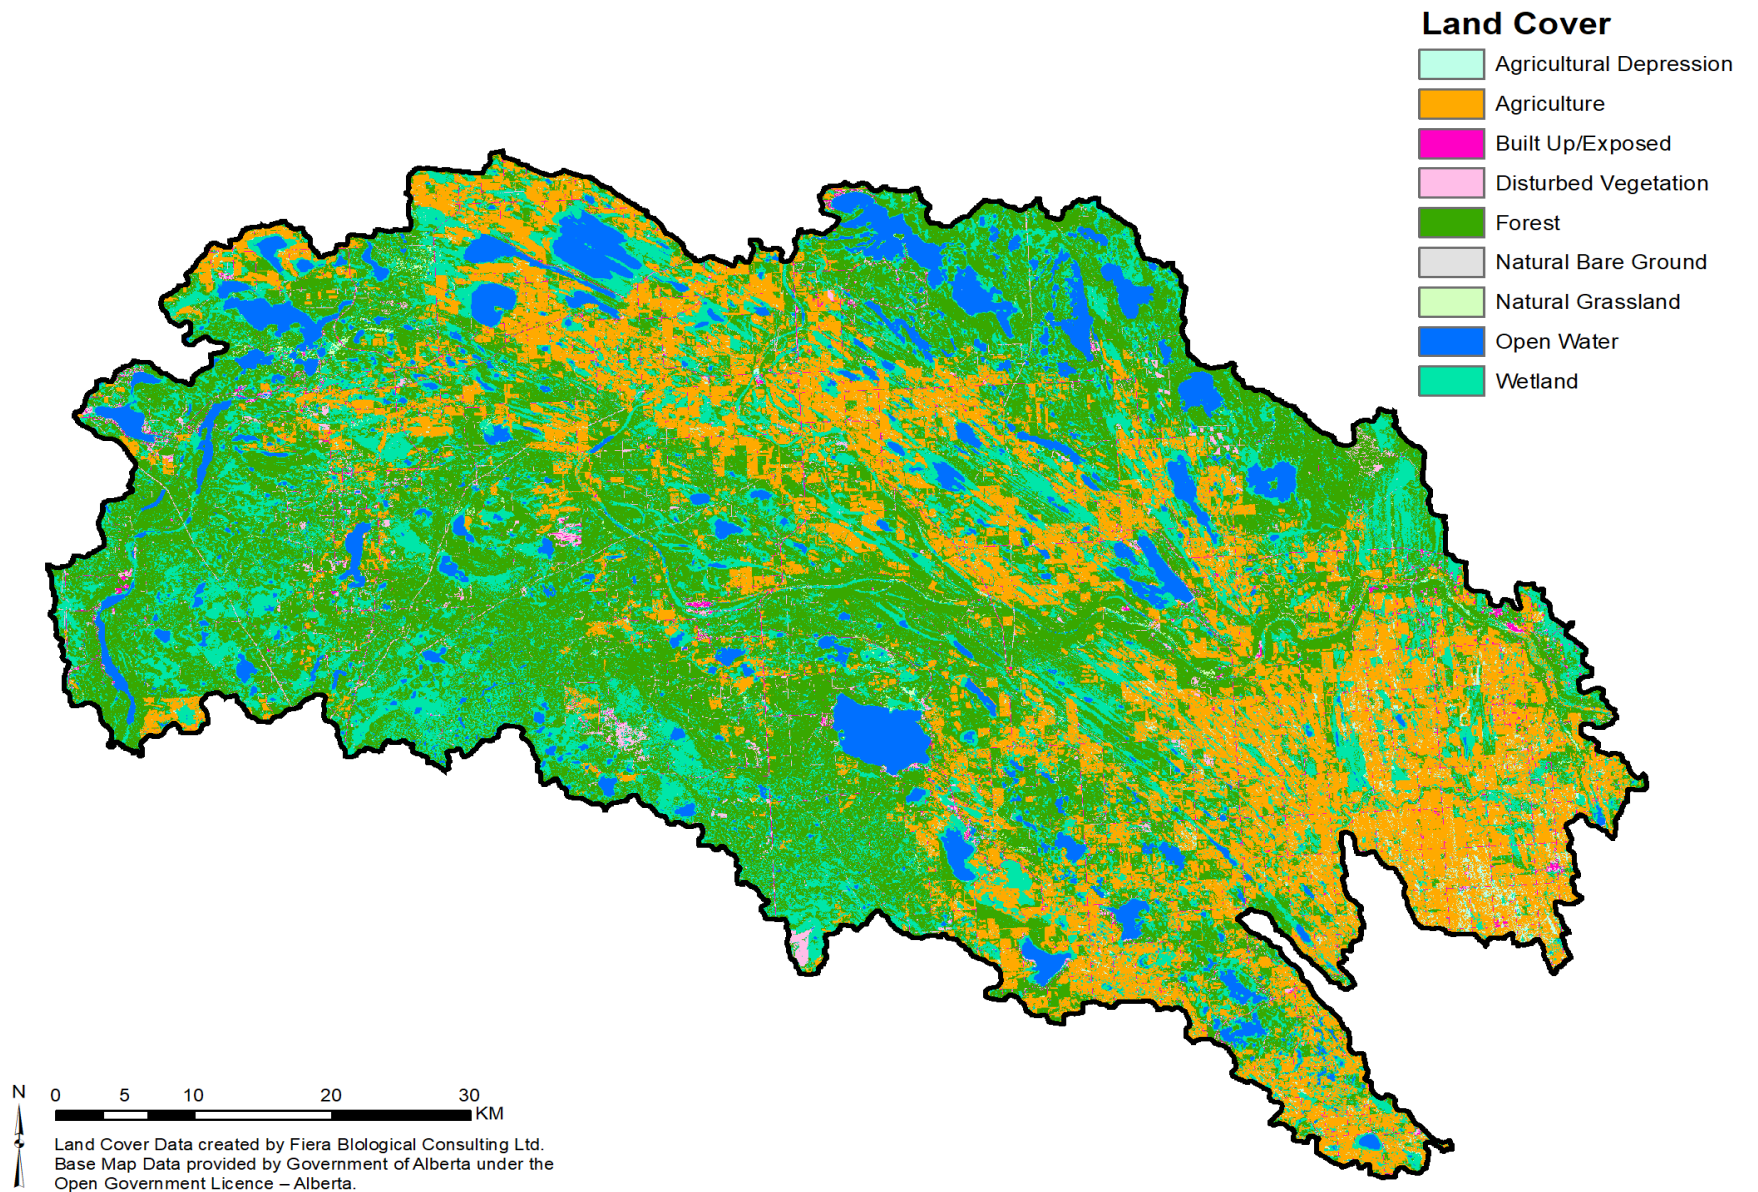 Land Cover
Agricultural Depression
Agriculture
Built Up/Exposed
Disturbed Vegetation
Forest
Natural Bare Ground
Natural Grassland
Open Water
Wetland
N
0 5 10 20 30
KM
Land Cover Data created by Fiera BIological Consulting Ltd.
Base Map Data provided by Government of Alberta under the
Open Government Licence – Alberta.